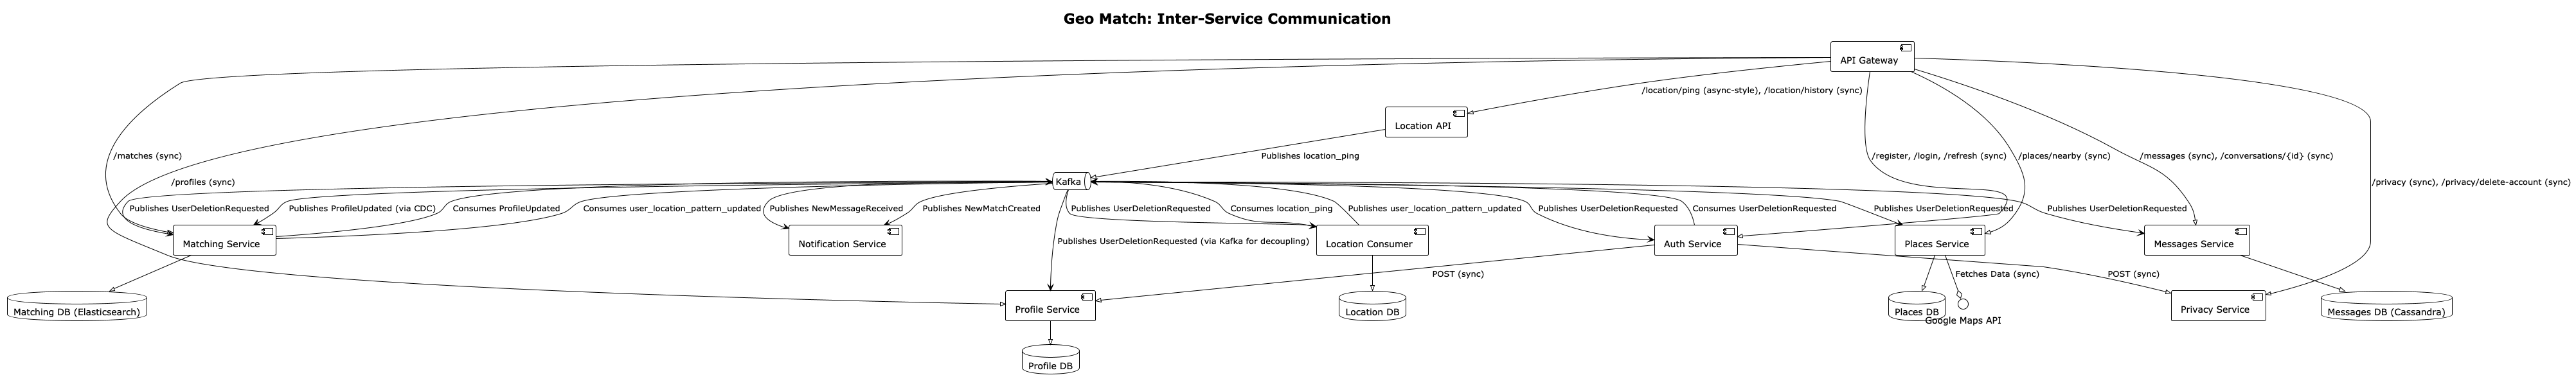 Geo Match: Inter-Service Communication
API Gateway
/location/ping (async-style), /location/history (sync)
Location API
/matches (sync)
Publishes location_ping
/register, /login, /refresh (sync)
/places/nearby (sync)
/messages (sync), /conversations/{id} (sync)
/profiles (sync)
Kafka
/privacy (sync), /privacy/delete-account (sync)
Publishes UserDeletionRequested
Publishes ProfileUpdated (via CDC)
Consumes ProfileUpdated
Consumes user_location_pattern_updated
Publishes NewMessageReceived
Publishes NewMatchCreated
Publishes UserDeletionRequested
Consumes location_ping
Publishes user_location_pattern_updated
Publishes UserDeletionRequested
Consumes UserDeletionRequested
Publishes UserDeletionRequested
Publishes UserDeletionRequested
Matching Service
Notification Service
Publishes UserDeletionRequested (via Kafka for decoupling)
Location Consumer
Auth Service
Places Service
Messages Service
POST (sync)
Fetches Data (sync)
POST (sync)
Matching DB (Elasticsearch)
Profile Service
Location DB
Places DB
Google Maps API
Privacy Service
Messages DB (Cassandra)
Profile DB